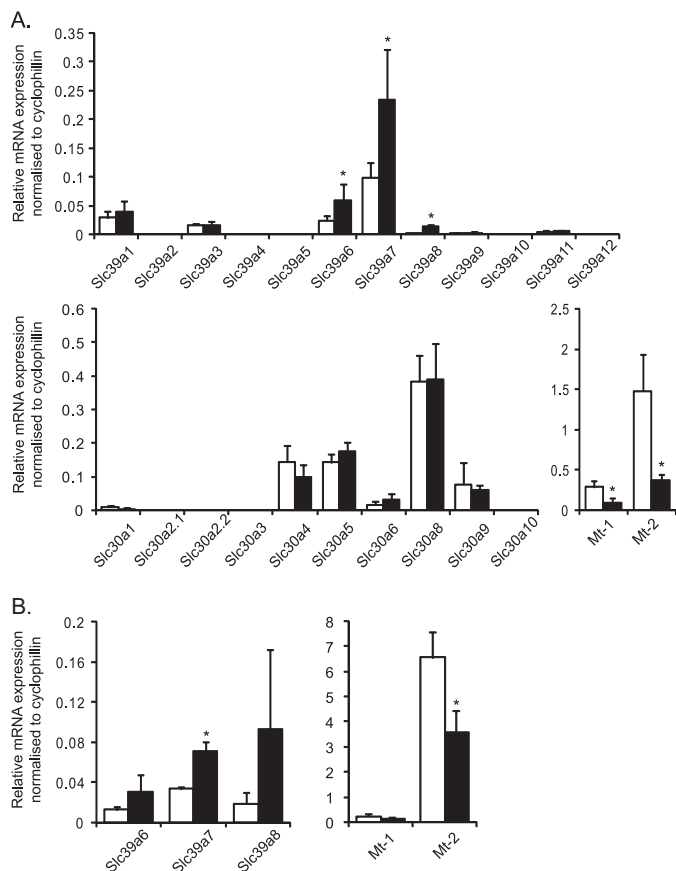 A.
Relative mRNA expression
normalised to cyclophillin
0.35
0.3
0.25
0.2
0.15
0.1
0.05
0
*
*
*
Slc39a1
Slc39a2
Slc39a3
Slc39a4
Slc39a5
Slc39a6
Slc39a7
Slc39a8
Slc39a9
Slc39a10
Slc39a11
Slc39a12
Relative mRNA expression
normalised to cyclophillin
0.6
0.5
0.4
0.3
0.2
0.1
0
Slc30a1
Slc30a2.1
Slc30a2.2
Slc30a3
Slc30a4
Slc30a5
Slc30a6
Slc30a8
Slc30a9
Slc30a10
2.5
2
1.5
1
0.5
0
*
*
Mt-1
Mt-2
B.
Relative mRNA expression
normalised to cyclophillin
0.2
0.16
0.12
0.08
0.04
0
*
Slc39a6
Slc39a7
Slc39a8
8
7
6
5
4
3
2
1
0
*
Mt-1
Mt-2